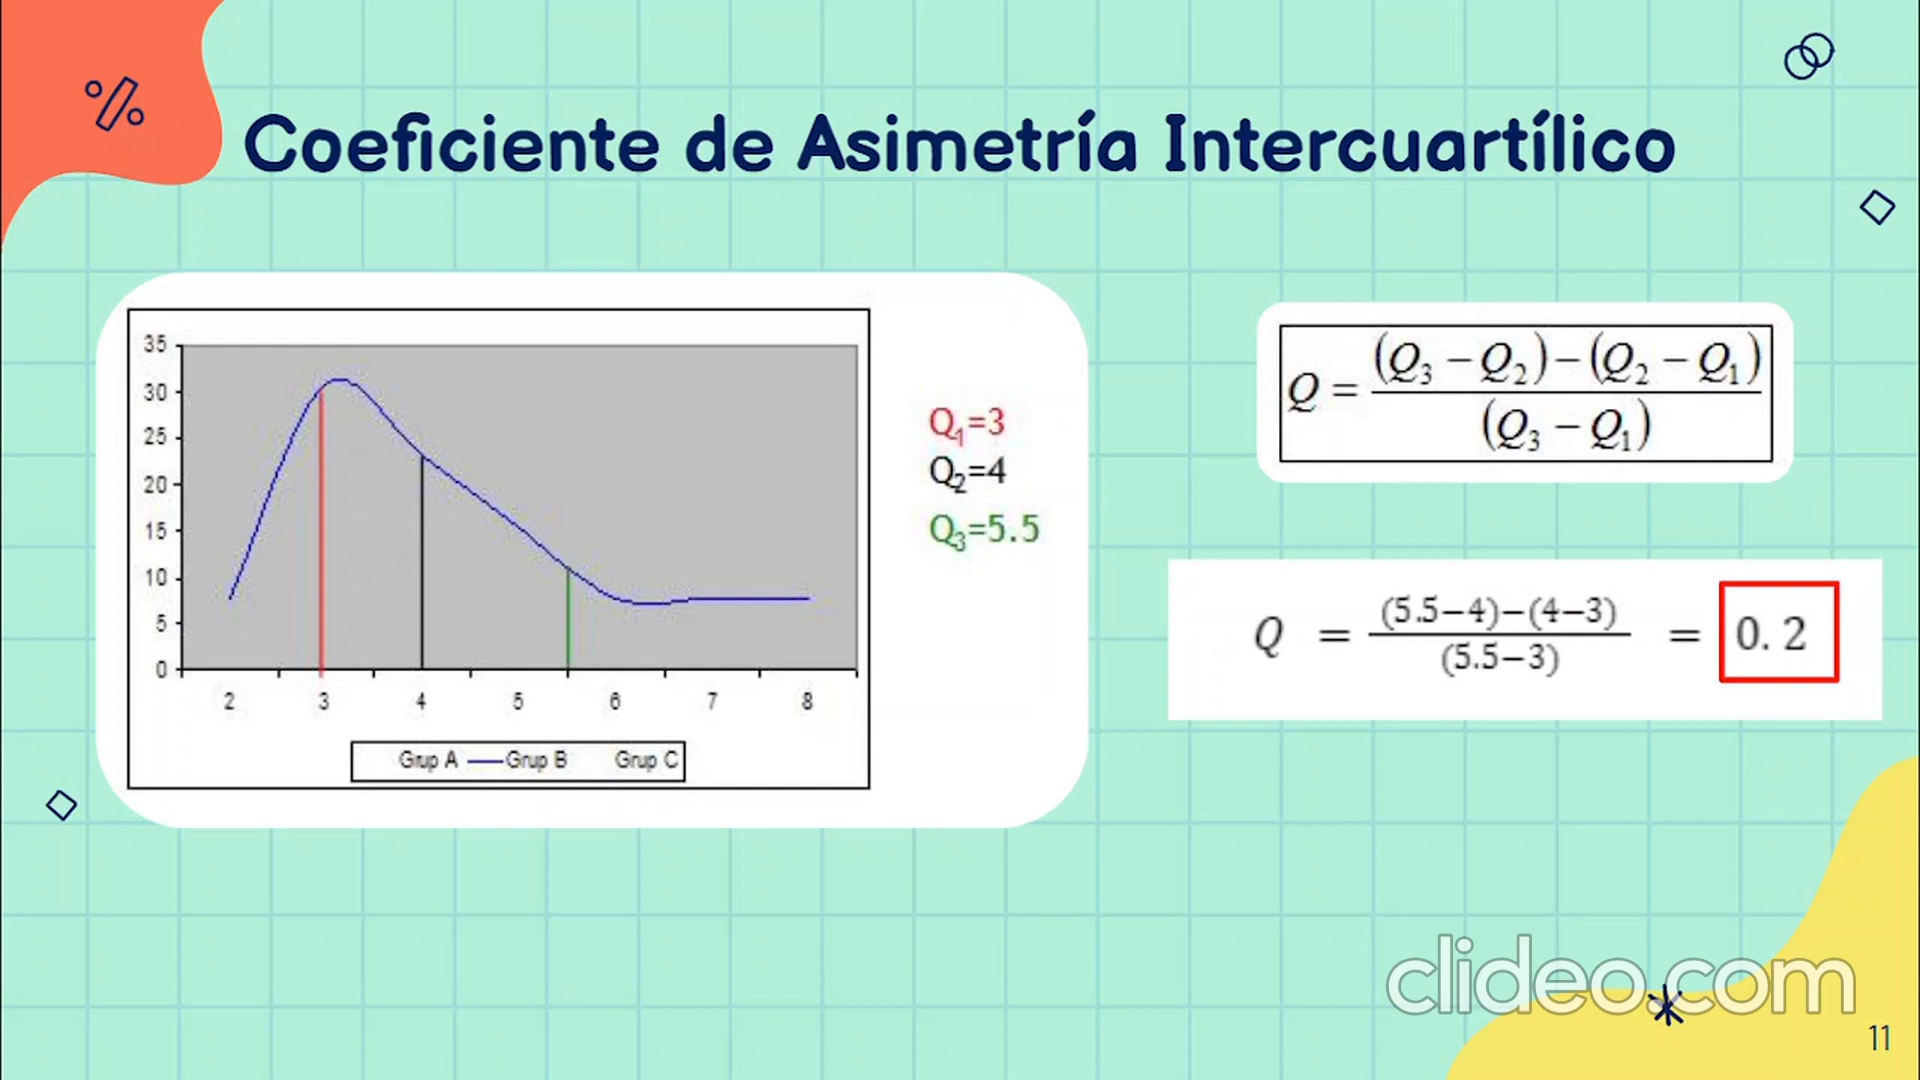 Coeficiente de Asimetría Intercuartílico
35
30
25
20
15
10
5
0
2 3 4 5 6 7 8
Grup A Grup B Grup C
Q₁=3
Q₂=4
Q₃=5.5
Q = (Q₃ − Q₂) − (Q₂ − Q₁) / (Q₃ − Q₁)
Q = (5.5−4)−(4−3) / (5.5−3) = 0.2
clideo.com
11